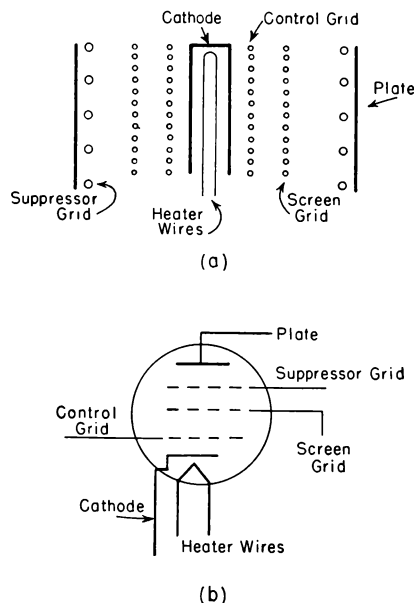 Cathode
Control Grid
Plate
Suppressor
Grid
Heater
Wires
Screen
Grid
(a)
Plate
Suppressor Grid
Control
Grid
Screen
Grid
Cathode
Heater Wires
(b)